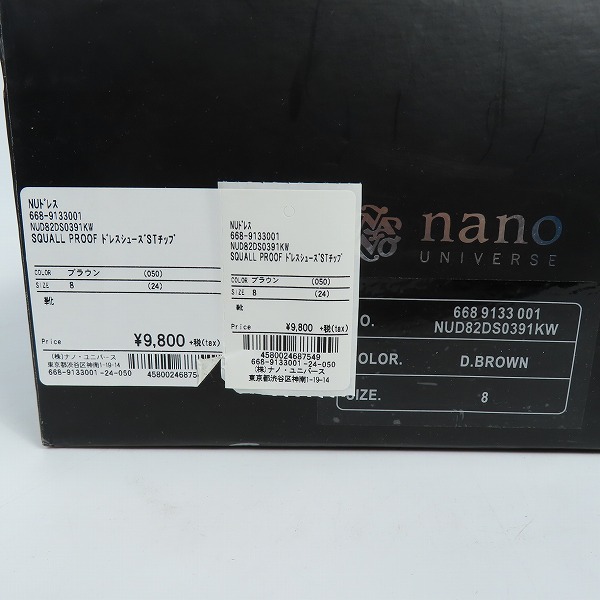 NUドレス
668-9133001
NUD82DS0391KW
SQUALL PROOF ドレスシューズSTチップ
COLOR ブラウン (050)
SIZE 8 (24)
靴
Price ¥9,800 +税(tax)
(株)ナノ・ユニバース
東京都渋谷区神南1-19-14
668-9133001-24-050 45800246875
NUドレス
668-9133001
NUD82DS0391KW
SQUALL PROOF ドレスシューズSTチップ
COLOR ブラウン (050)
SIZE 8 (24)
靴
Price ¥9,800 +税(tax)
4580024687549
668-9133001-24-050
(株)ナノ・ユニバース
東京都渋谷区神南1-19-14
nano
UNIVERSE
O. 668 9133 001
NUD82DS0391KW
COLOR. D.BROWN
SIZE. 8